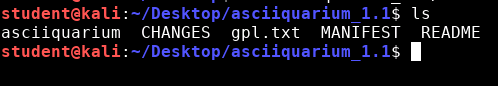 student@kali:~/Desktop/asciiquarium_1.1$ ls
asciiquarium  CHANGES  gpl.txt  MANIFEST  README
student@kali:~/Desktop/asciiquarium_1.1$